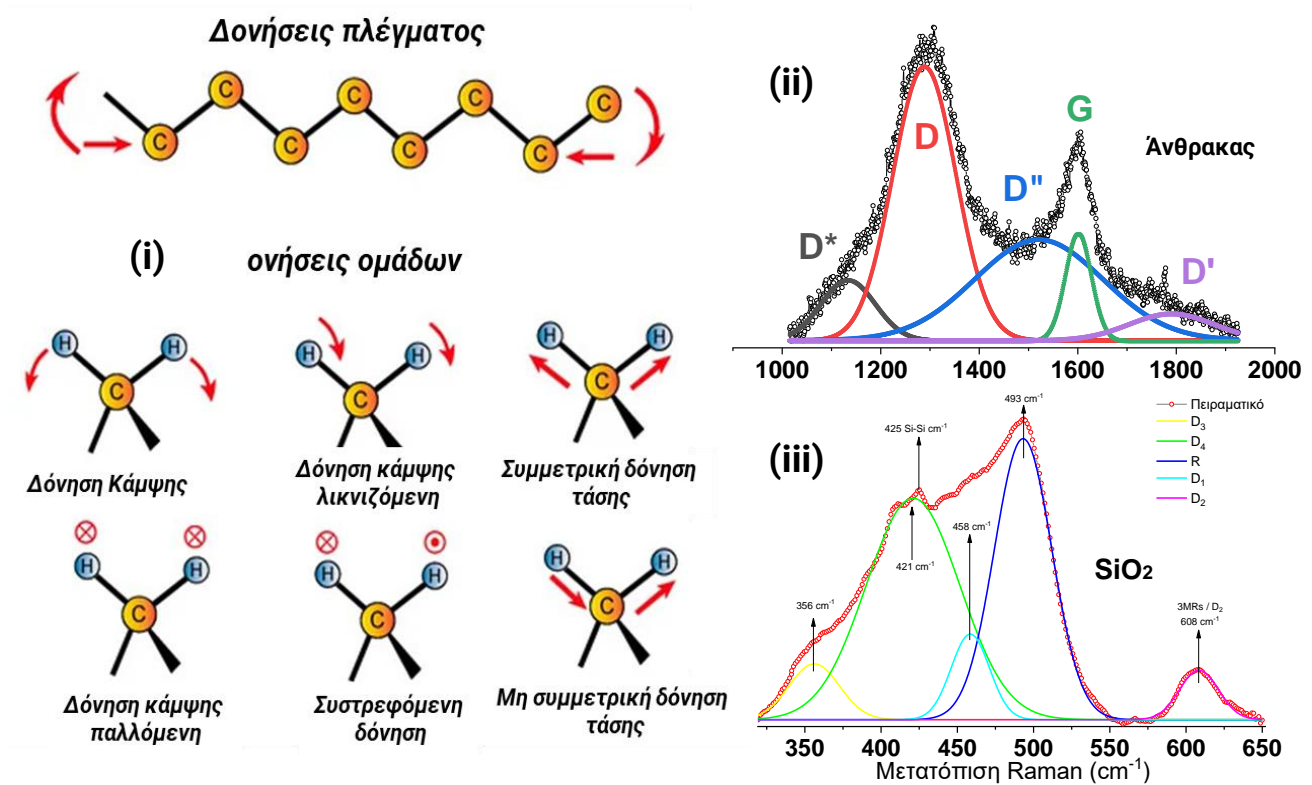 Δονήσεις πλέγματος
C
C
C
C
C
C
C
C
(i)
ονήσεις ομάδων
H
H
C
H
H
C
H
H
C
Δόνηση Κάμψης
Δόνηση κάμψης
λικνιζόμενη
Συμμετρική δόνηση
τάσης
H
H
C
H
H
C
H
H
C
Δόνηση κάμψης
παλλόμενη
Συστρεφόμενη
δόνηση
Μη συμμετρική δόνηση
τάσης
(ii)
D*
D
D"
G
D'
Άνθρακας
1000 1200 1400 1600 1800 2000
(iii)
356 cm-1
425 Si-Si cm-1
421 cm-1
458 cm-1
493 cm-1
Πειραματικό
D3
D4
R
D1
D2
SiO2
3MRs / D2
608 cm-1
350 400 450 500 550 600 650
Μετατόπιση Raman (cm-1)